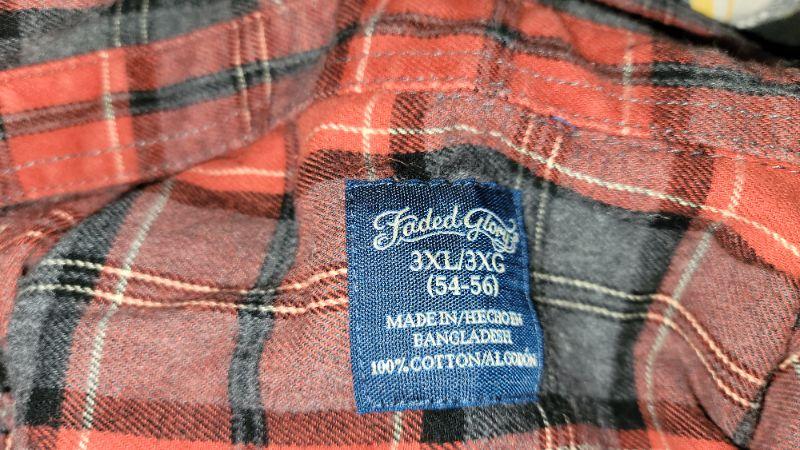 Faded Glory
3XL/3XG
(54-56)
MADE IN/HECHO EN
BANGLADESH
100% COTTON/ALGODÓN